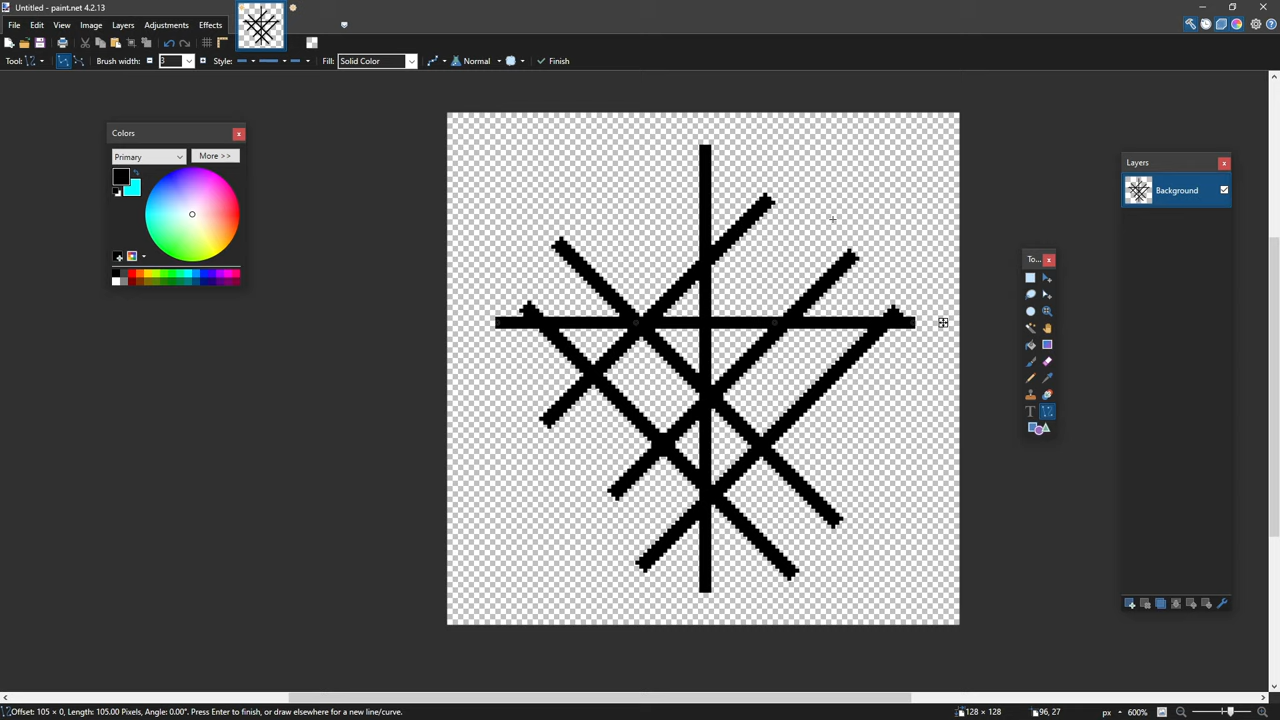 Untitled - paint.net 4.2.13
File Edit View Image Layers Adjustments Effects
Tool: Brush width: 3 Style: Fill: Solid Color Normal Finish
Colors
Primary More >>
Layers
Background
To...
T
Offset: 105 × 0, Length: 105.00 Pixels, Angle: 0.00°. Press Enter to finish, or draw elsewhere for a new line/curve. 128 × 128 96, 27 px 600%